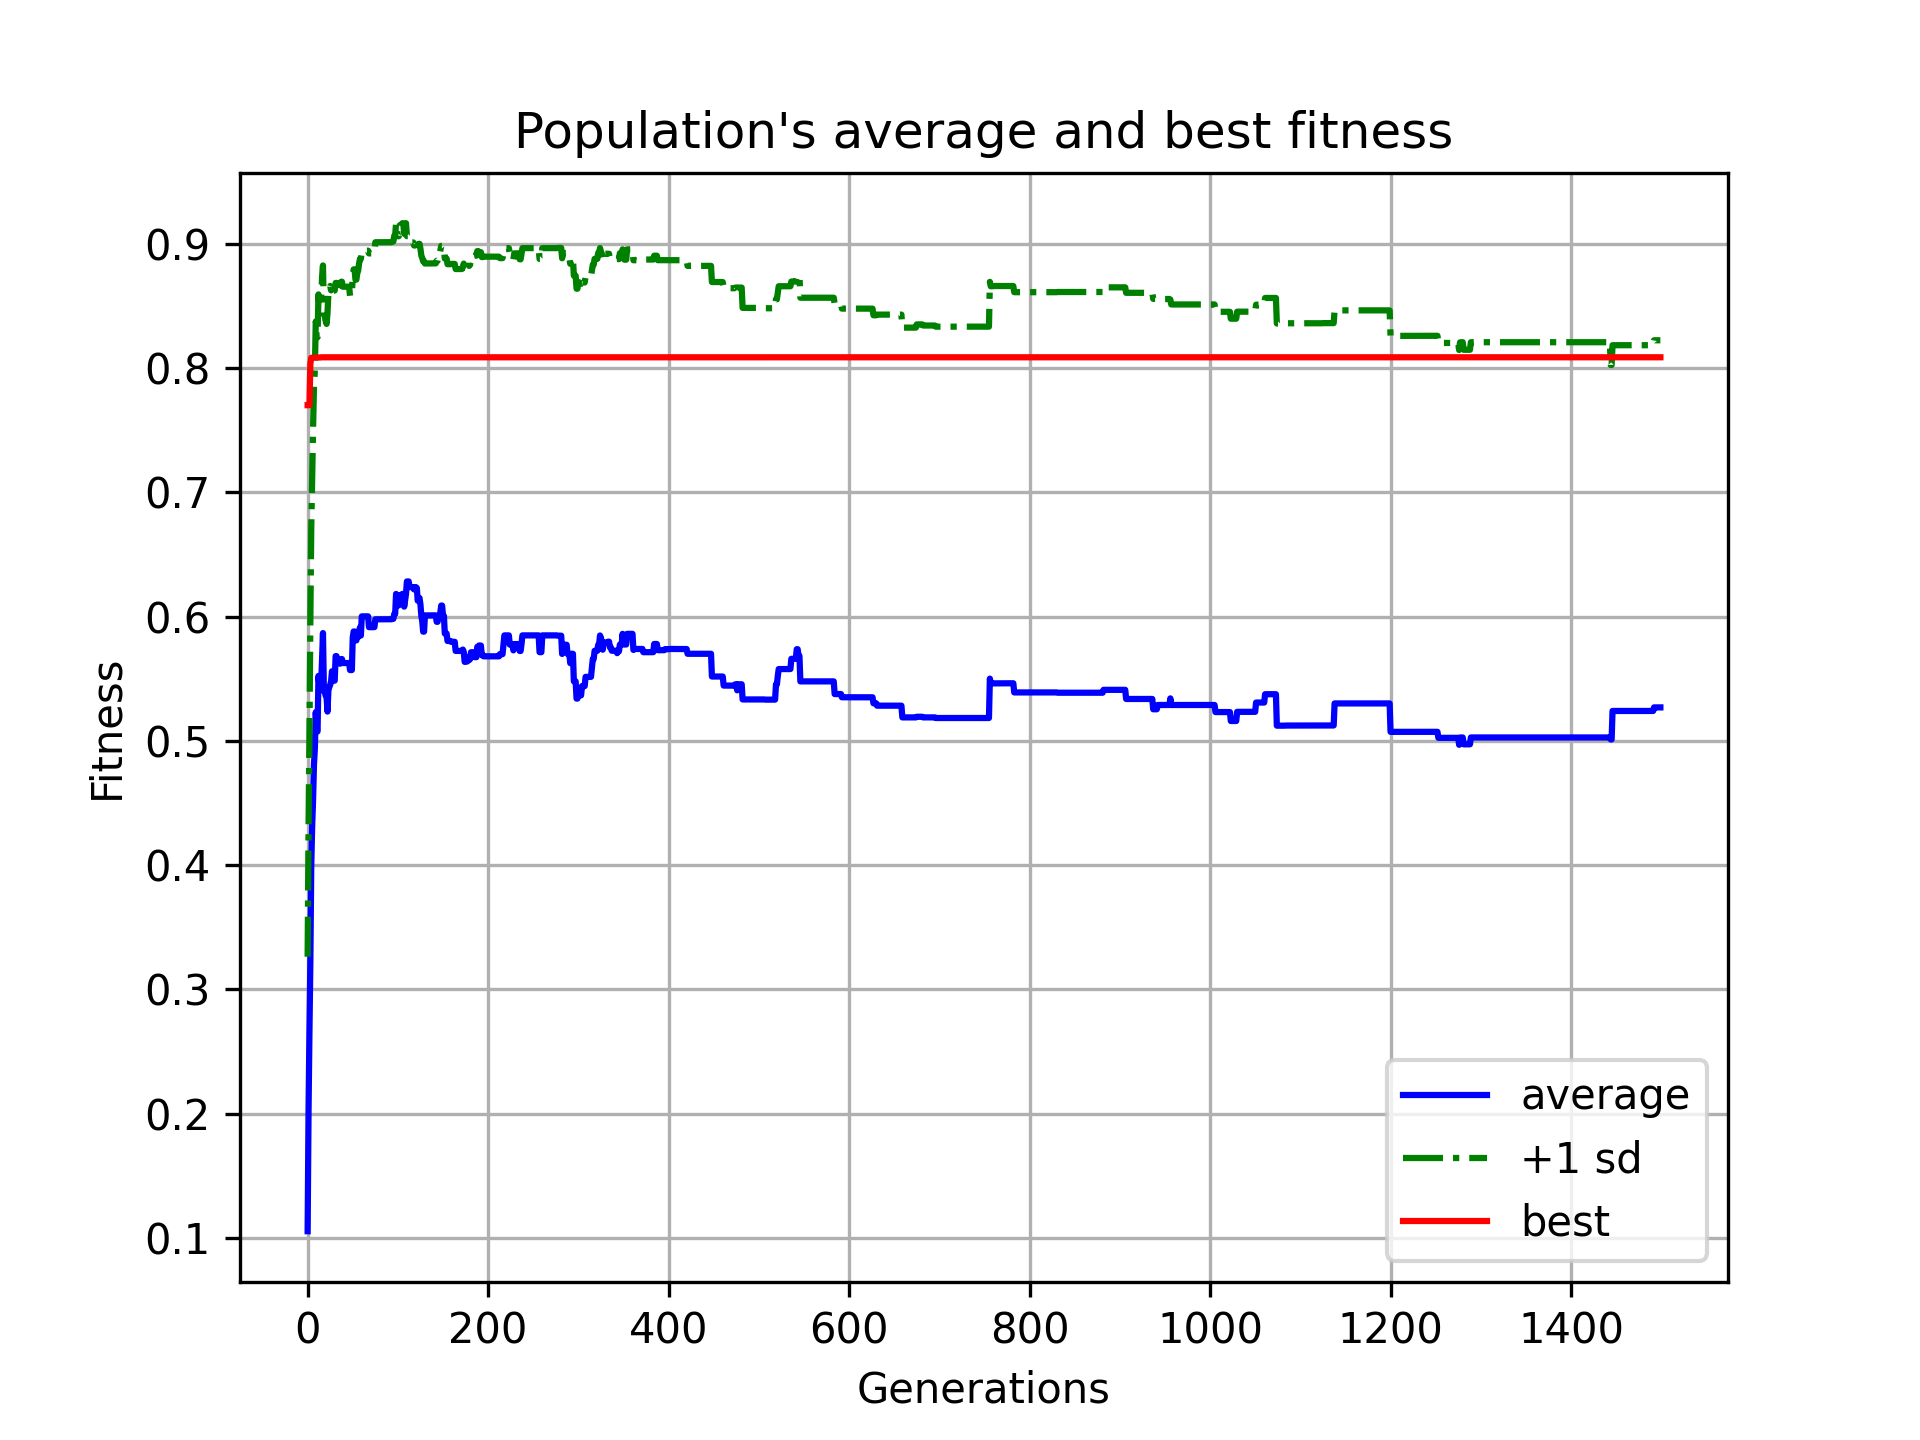 Population's average and best fitness
Fitness
0.9
0.8
0.7
0.6
0.5
0.4
0.3
0.2
0.1
0 200 400 600 800 1000 1200 1400
Generations
average
+1 sd
best